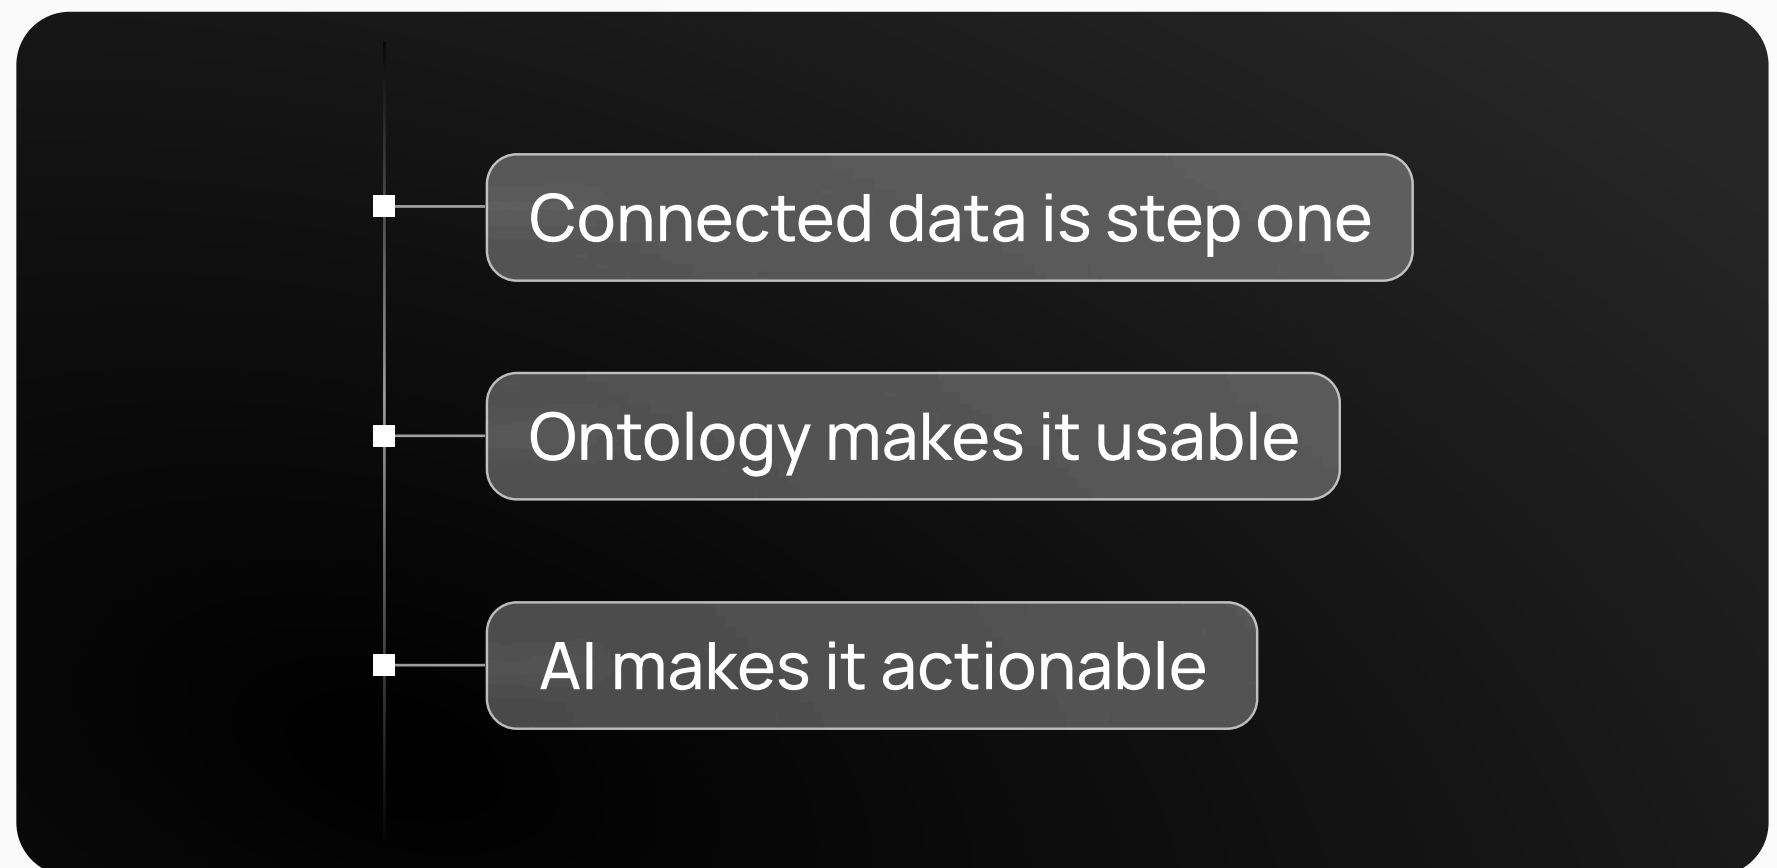 Connected data is step one
Ontology makes it usable
AI makes it actionable